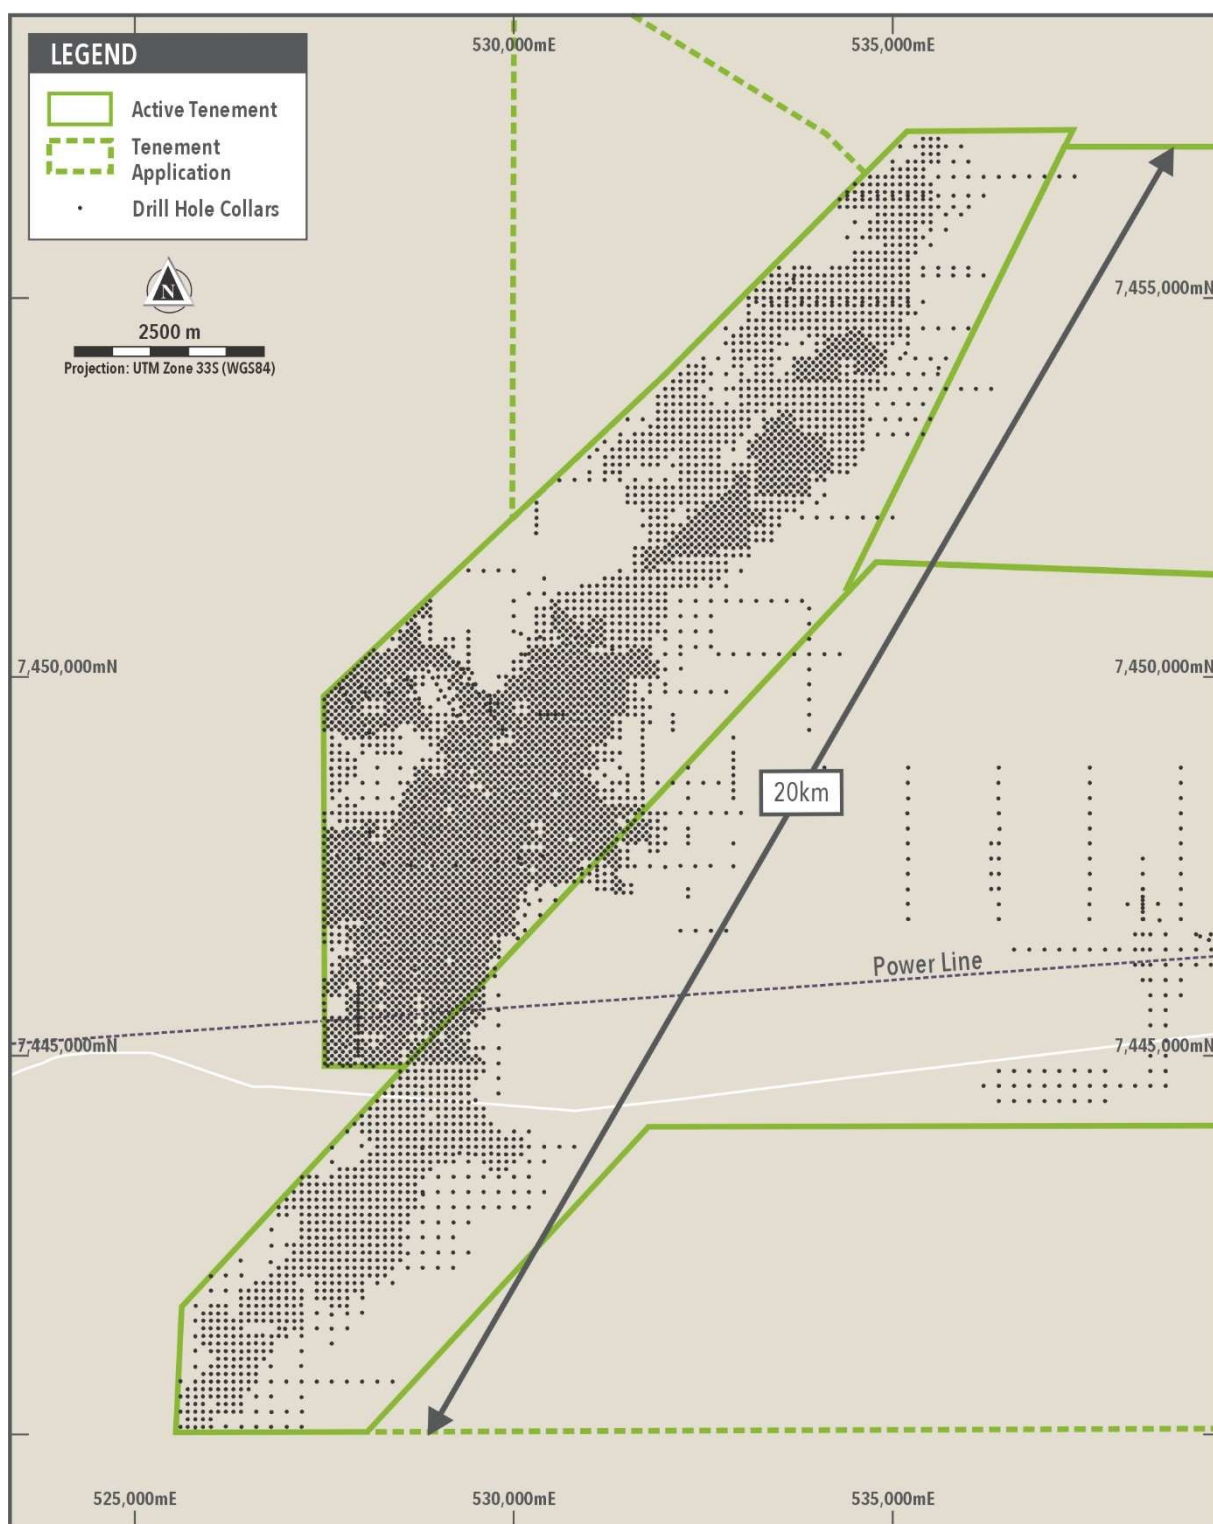 LEGEND
Active Tenement
Tenement
Application
Drill Hole Collars
N
2500 m
Projection: UTM Zone 33S (WGS84)
530,000mE
535,000mE
7,455,000mN
7,450,000mN
7,450,000mN
20km
Power Line
7,445,000mN
7,445,000mN
525,000mE
530,000mE
535,000mE